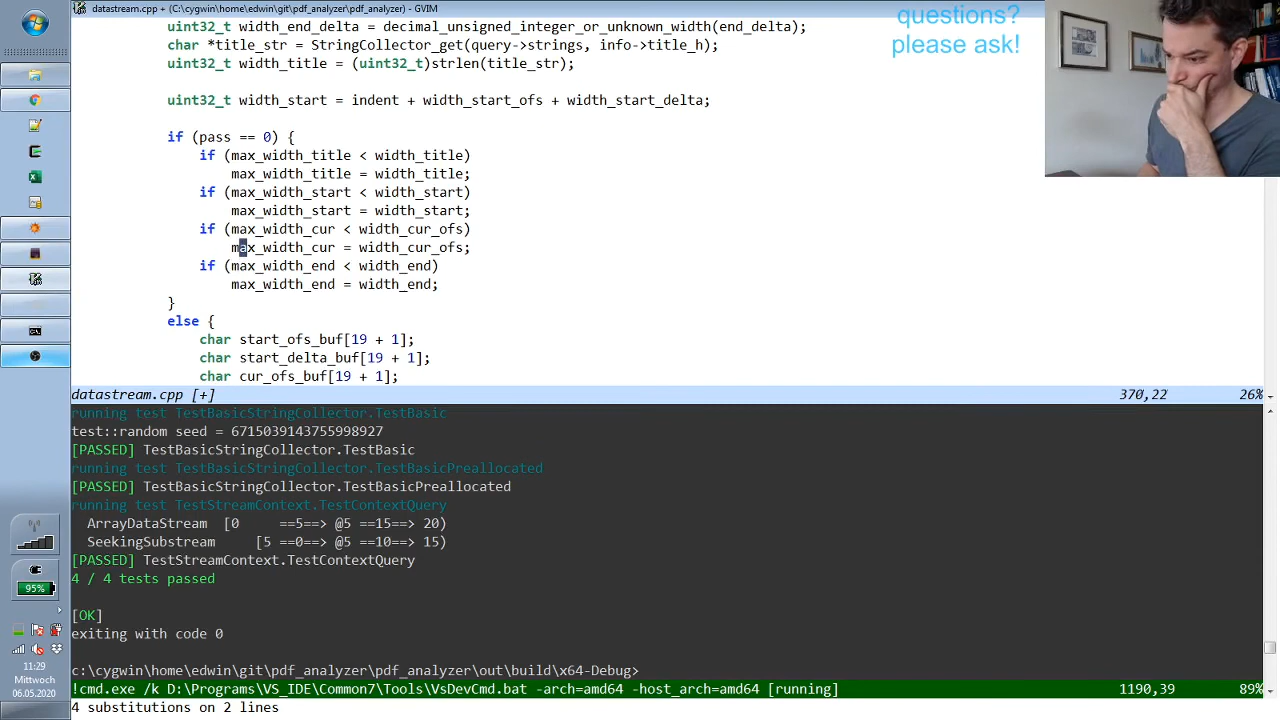 datastream.cpp + (C:\cygwin\home\edwin\git\pdf_analyzer\pdf_analyzer) - GVIM
uint32_t width_end_delta = decimal_unsigned_integer_or_unknown_width(end_delta);
char *title_str = StringCollector_get(query->strings, info->title_h);
uint32_t width_title = (uint32_t)strlen(title_str);
uint32_t width_start = indent + width_start_ofs + width_start_delta;
if (pass == 0) {
if (max_width_title < width_title)
max_width_title = width_title;
if (max_width_start < width_start)
max_width_start = width_start;
if (max_width_cur < width_cur_ofs)
max_width_cur = width_cur_ofs;
if (max_width_end < width_end)
max_width_end = width_end;
}
else {
char start_ofs_buf[19 + 1];
char start_delta_buf[19 + 1];
char cur_ofs_buf[19 + 1];
datastream.cpp [+] 370,22 26%
running test TestBasicStringCollector.TestBasic
test::random seed = 6715039143755998927
[PASSED] TestBasicStringCollector.TestBasic
running test TestBasicStringCollector.TestBasicPreallocated
[PASSED] TestBasicStringCollector.TestBasicPreallocated
running test TestStreamContext.TestContextQuery
ArrayDataStream [0 ==5==> @5 ==15==> 20)
SeekingSubstream [5 ==0==> @5 ==10==> 15)
[PASSED] TestStreamContext.TestContextQuery
4 / 4 tests passed
[OK]
exiting with code 0
c:\cygwin\home\edwin\git\pdf_analyzer\pdf_analyzer\out\build\x64-Debug>
!cmd.exe /k D:\Programs\VS_IDE\Common7\Tools\VsDevCmd.bat -arch=amd64 -host_arch=amd64 [running] 1190,39 89%
4 substitutions on 2 lines
questions?
please ask!
95%
11:29
Mittwoch
06.05.2020